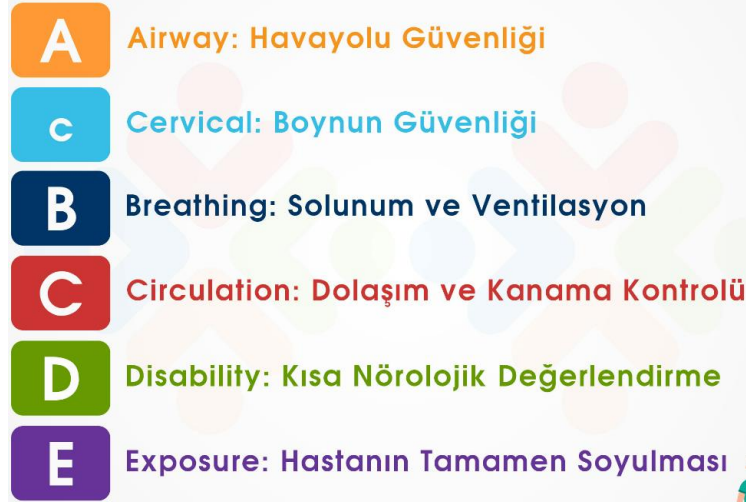 A Airway: Havayolu Güvenliği
c Cervical: Boynun Güvenliği
B Breathing: Solunum ve Ventilasyon
C Circulation: Dolaşım ve Kanama Kontrolü
D Disability: Kısa Nörolojik Değerlendirme
E Exposure: Hastanın Tamamen Soyulması